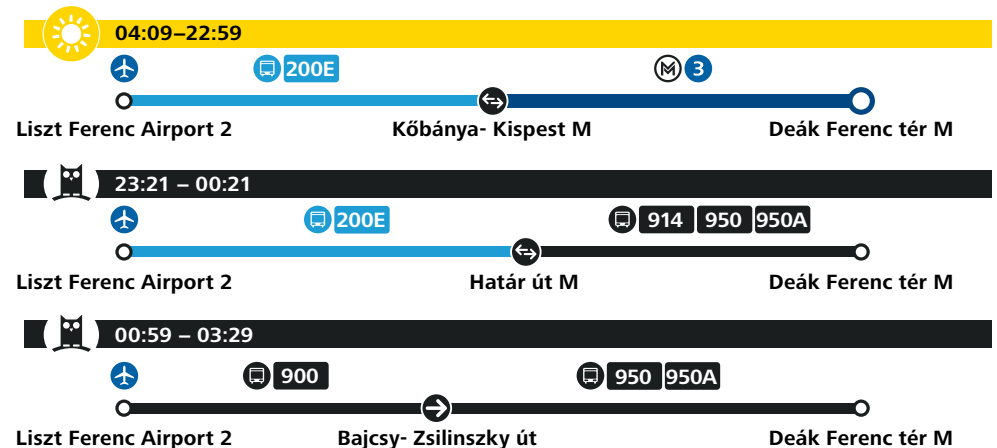 04:09–22:59
200E M 3
Liszt Ferenc Airport 2 Kőbánya- Kispest M Deák Ferenc tér M
23:21 – 00:21
200E 914 950 950A
Liszt Ferenc Airport 2 Határ út M Deák Ferenc tér M
00:59 – 03:29
900 950 950A
Liszt Ferenc Airport 2 Bajcsy- Zsilinszky út Deák Ferenc tér M